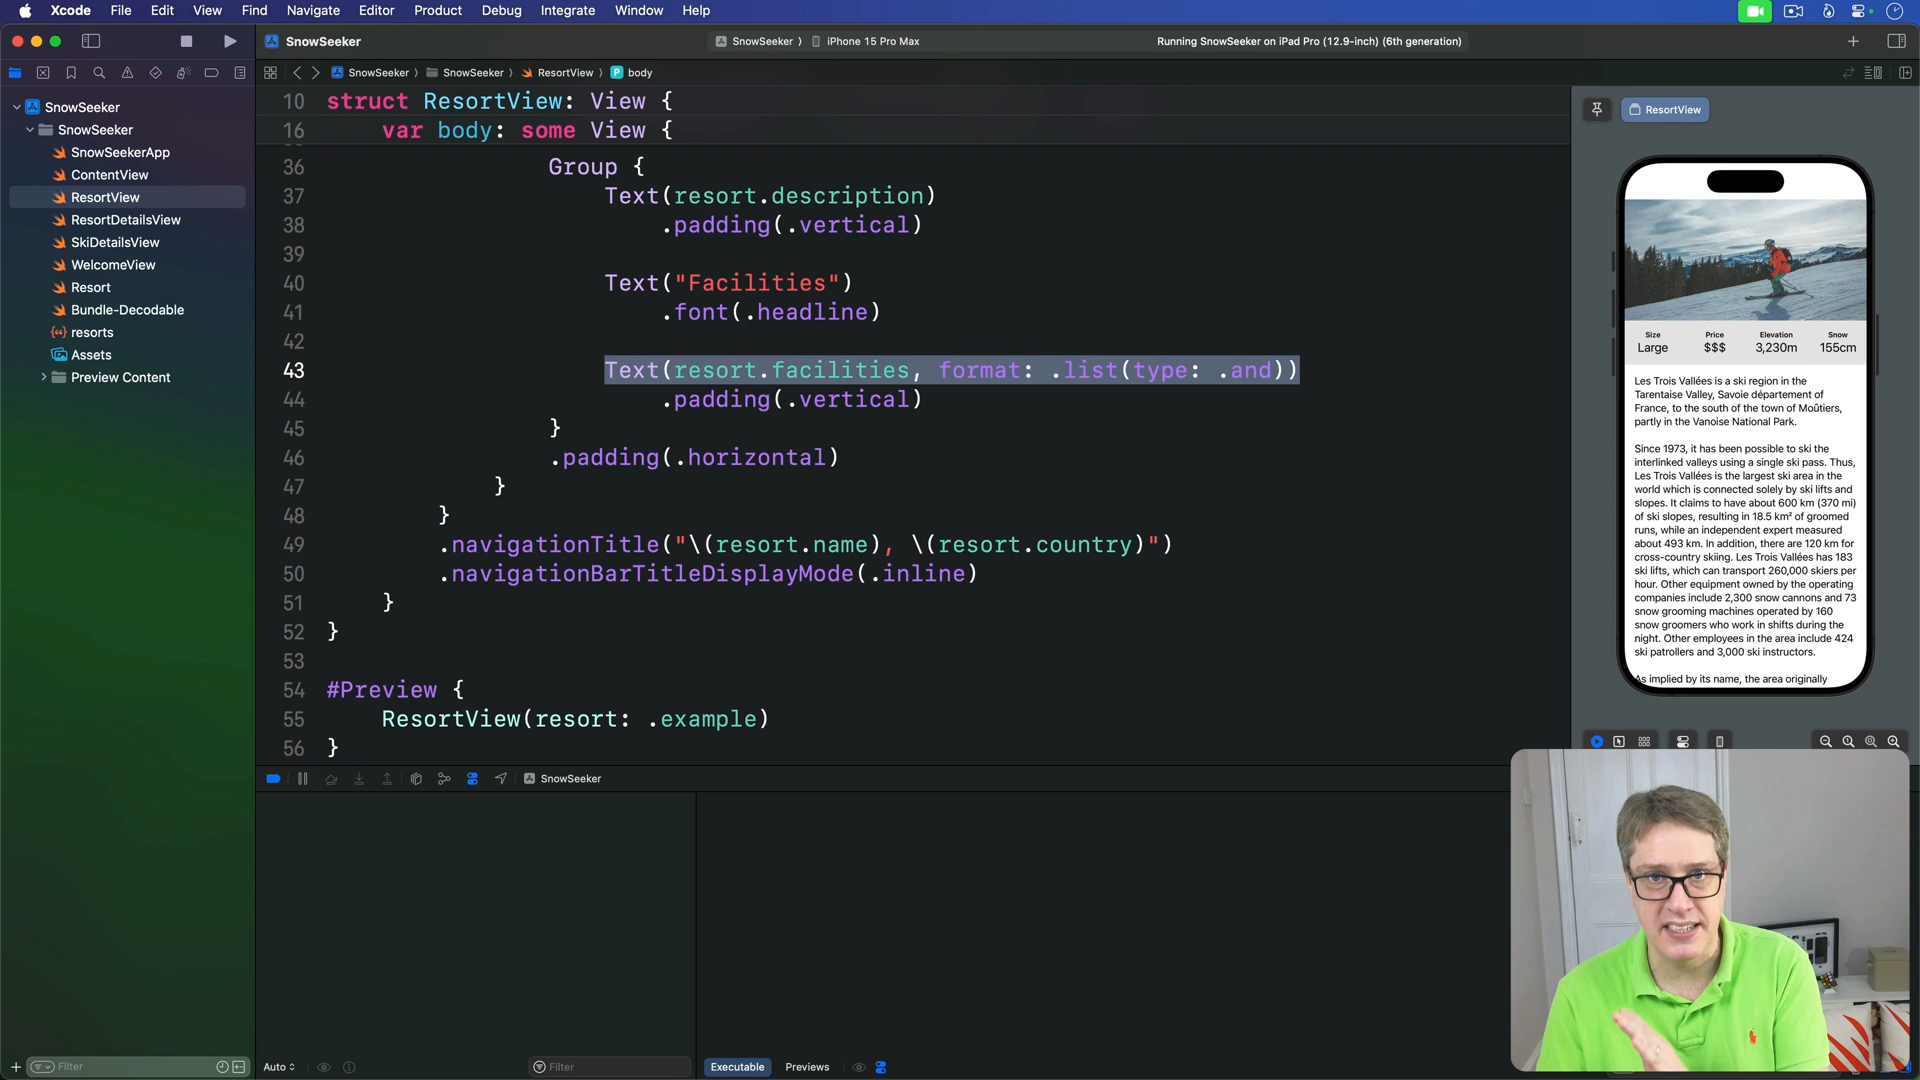 Xcode File Edit View Find Navigate Editor Product Debug Integrate Window Help
SnowSeeker
SnowSeeker ⟩ iPhone 15 Pro Max
Running SnowSeeker on iPad Pro (12.9-inch) (6th generation)
SnowSeeker ⟩ SnowSeeker ⟩ ResortView ⟩ P body
SnowSeeker
SnowSeeker
SnowSeekerApp
ContentView
ResortView
ResortDetailsView
SkiDetailsView
WelcomeView
Resort
Bundle-Decodable
resorts
Assets
Preview Content
Filter
10 struct ResortView: View {
16 var body: some View {
36 Group {
37 Text(resort.description)
38 .padding(.vertical)
39
40 Text("Facilities")
41 .font(.headline)
42
43 Text(resort.facilities, format: .list(type: .and))
44 .padding(.vertical)
45 }
46 .padding(.horizontal)
47 }
48 }
49 .navigationTitle("\(resort.name), \(resort.country)")
50 .navigationBarTitleDisplayMode(.inline)
51 }
52 }
53
54 #Preview {
55 ResortView(resort: .example)
56 }
SnowSeeker
Auto
Filter
Executable Previews
ResortView
Size Price Elevation Snow
Large $$$ 3,230m 155cm
Les Trois Vallées is a ski region in the
Tarentaise Valley, Savoie département of
France, to the south of the town of Moûtiers,
partly in the Vanoise National Park.
Since 1973, it has been possible to ski the
interlinked valleys using a single ski pass. Thus,
Les Trois Vallées is the largest ski area in the
world which is connected solely by ski lifts and
slopes. It claims to have about 600 km (370 mi)
of ski slopes, resulting in 18.5 km² of groomed
runs, while an independent expert measured
about 493 km. In addition, there are 120 km for
cross-country skiing. Les Trois Vallées has 183
ski lifts, which can transport 260,000 skiers per
hour. Other equipment owned by the operating
companies include 2,300 snow cannons and 73
snow grooming machines operated by 160
snow groomers who work in shifts during the
night. Other employees in the area include 424
ski patrollers and 3,000 ski instructors.
As implied by its name, the area originally